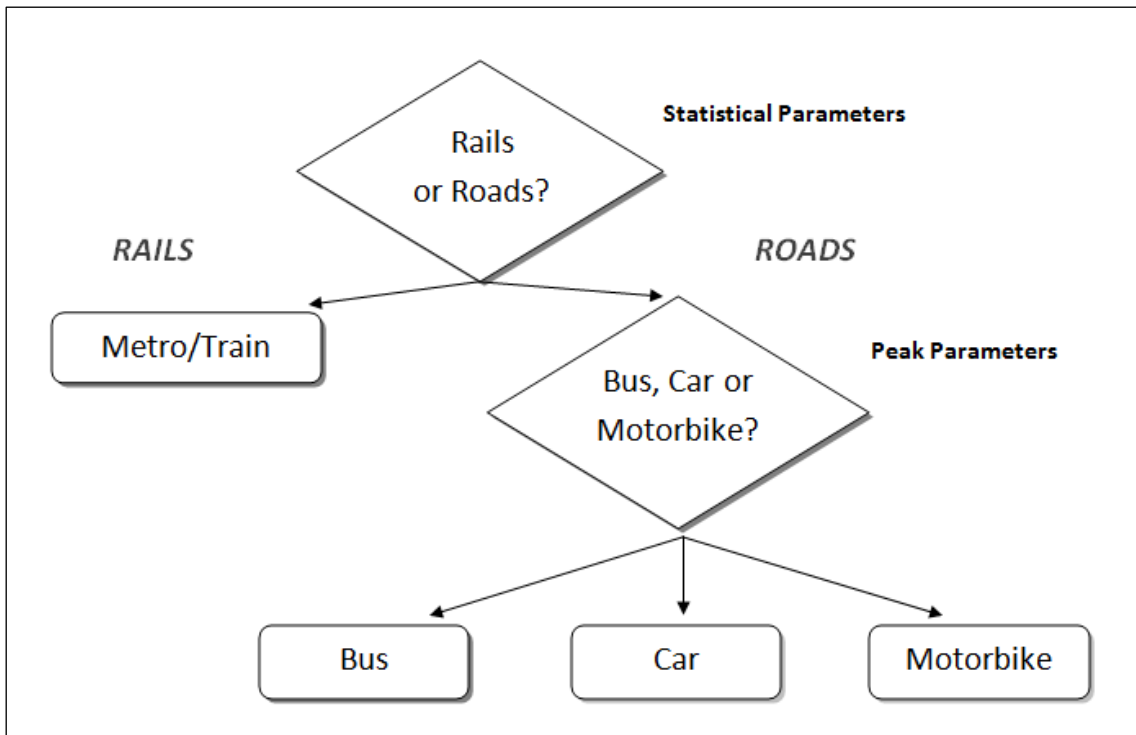 Statistical Parameters
Rails
or Roads?
RAILS
ROADS
Metro/Train
Peak Parameters
Bus, Car or
Motorbike?
Bus
Car
Motorbike